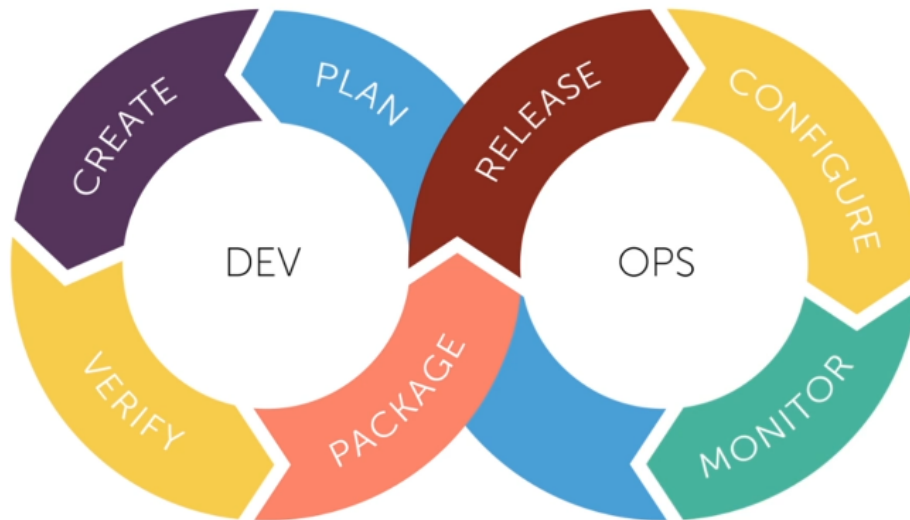 CREATE
PLAN
RELEASE
CONFIGURE
DEV
OPS
VERIFY
PACKAGE
MONITOR